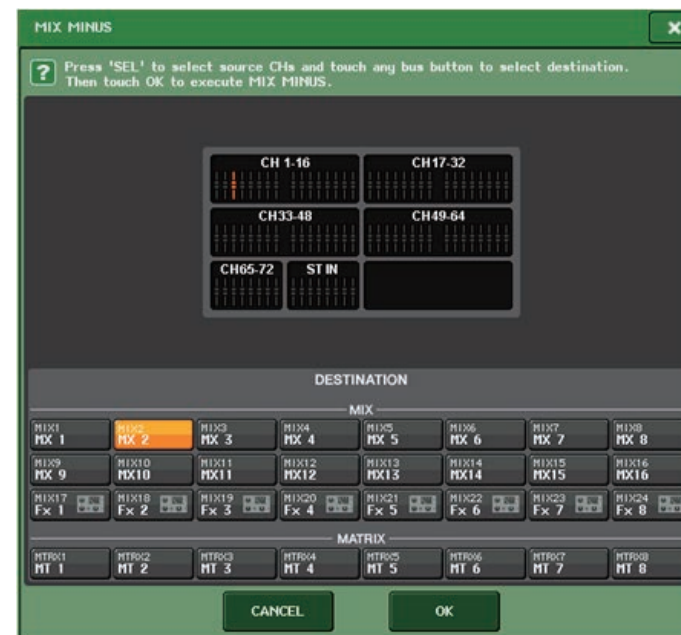 MIX MINUS
? Press 'SEL' to select source CHs and touch any bus button to select destination.
Then touch OK to execute MIX MINUS.
CH 1-16 CH17-32
CH33-48 CH49-64
CH65-72 ST IN
DESTINATION
MIX
MIX1 MIX2 MIX3 MIX4 MIX5 MIX6 MIX7 MIX8
MX 1 MX 2 MX 3 MX 4 MX 5 MX 6 MX 7 MX 8
MIX9 MIX10 MIX11 MIX12 MIX13 MIX14 MIX15 MIX16
MX 9 MX10 MX11 MX12 MX13 MX14 MX15 MX16
MIX17 MIX18 MIX19 MIX20 MIX21 MIX22 MIX23 MIX24
Fx 1 Fx 2 Fx 3 Fx 4 Fx 5 Fx 6 Fx 7 Fx 8
MATRIX
MTRX1 MTRX2 MTRX3 MTRX4 MTRX5 MTRX6 MTRX7 MTRX8
MT 1 MT 2 MT 3 MT 4 MT 5 MT 6 MT 7 MT 8
CANCEL OK